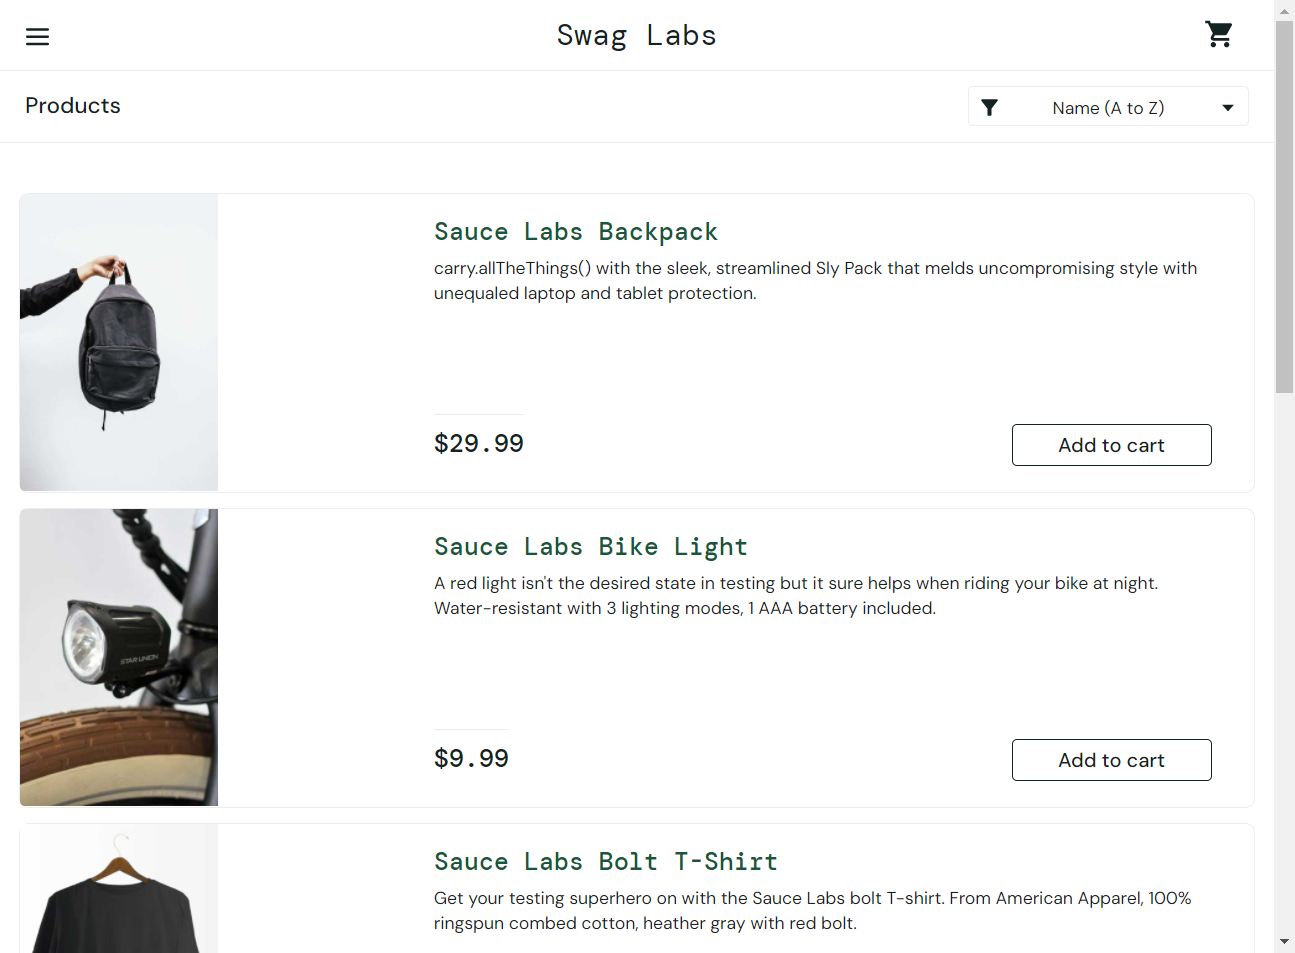 Swag Labs
Products
Name (A to Z)
Sauce Labs Backpack
carry.allTheThings() with the sleek, streamlined Sly Pack that melds uncompromising style with
unequaled laptop and tablet protection.
$29.99
Add to cart
STAR UNION
Sauce Labs Bike Light
A red light isn't the desired state in testing but it sure helps when riding your bike at night.
Water-resistant with 3 lighting modes, 1 AAA battery included.
$9.99
Add to cart
Sauce Labs Bolt T-Shirt
Get your testing superhero on with the Sauce Labs bolt T-shirt. From American Apparel, 100%
ringspun combed cotton, heather gray with red bolt.